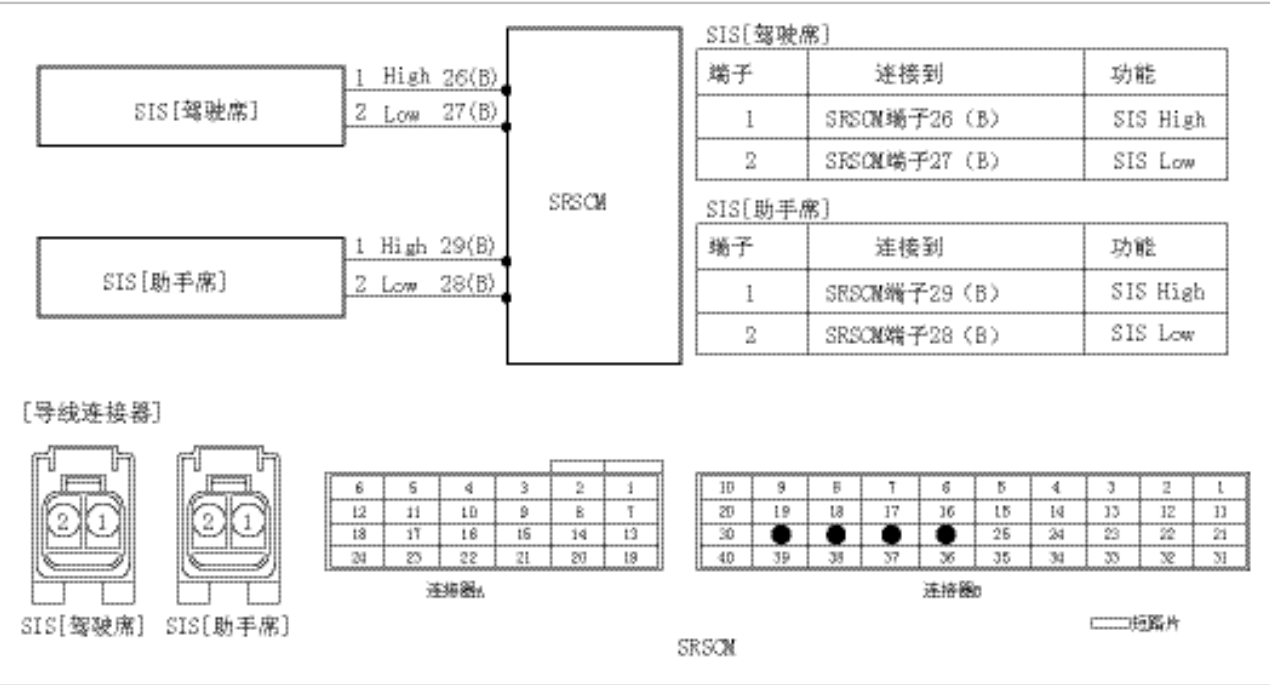 SIS[驾驶席]
1 High 26(B)
2 Low 27(B)
SRSCM
SIS[助手席]
1 High 29(B)
2 Low 28(B)
SIS[驾驶席]
端子 连接到 功能
1 SRSCM端子26（B） SIS High
2 SRSCM端子27（B） SIS Low
SIS[助手席]
端子 连接到 功能
1 SRSCM端子29（B） SIS High
2 SRSCM端子28（B） SIS Low
[导线连接器]
2 1
SIS[驾驶席]
2 1
SIS[助手席]
6 5 4 3 2 1
12 11 10 9 8 7
18 17 16 15 14 13
24 23 22 21 20 19
连接器A
10 9 8 7 6 5 4 3 2 1
20 19 18 17 16 15 14 13 12 11
30 25 24 23 22 21
40 39 38 37 36 35 34 33 32 31
连接器B
短路片
SRSCM